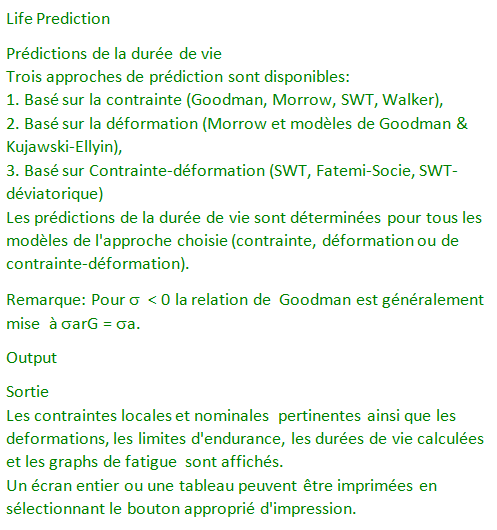 Life Prediction
Prédictions de la durée de vie
Trois approches de prédiction sont disponibles:
1. Basé sur la contrainte (Goodman, Morrow, SWT, Walker),
2. Basé sur la déformation (Morrow et modèles de Goodman &
Kujawski-Ellyin),
3. Basé sur Contrainte-déformation (SWT, Fatemi-Socie, SWT-
déviatorique)
Les prédictions de la durée de vie sont déterminées pour tous les
modèles de l'approche choisie (contrainte, déformation ou de
contrainte-déformation).
Remarque: Pour σ < 0 la relation de Goodman est généralement
mise à σarG = σa.
Output
Sortie
Les contraintes locales et nominales pertinentes ainsi que les
deformations, les limites d'endurance, les durées de vie calculées
et les graphs de fatigue sont affichés.
Un écran entier ou une tableau peuvent être imprimées en
sélectionnant le bouton approprié d'impression.